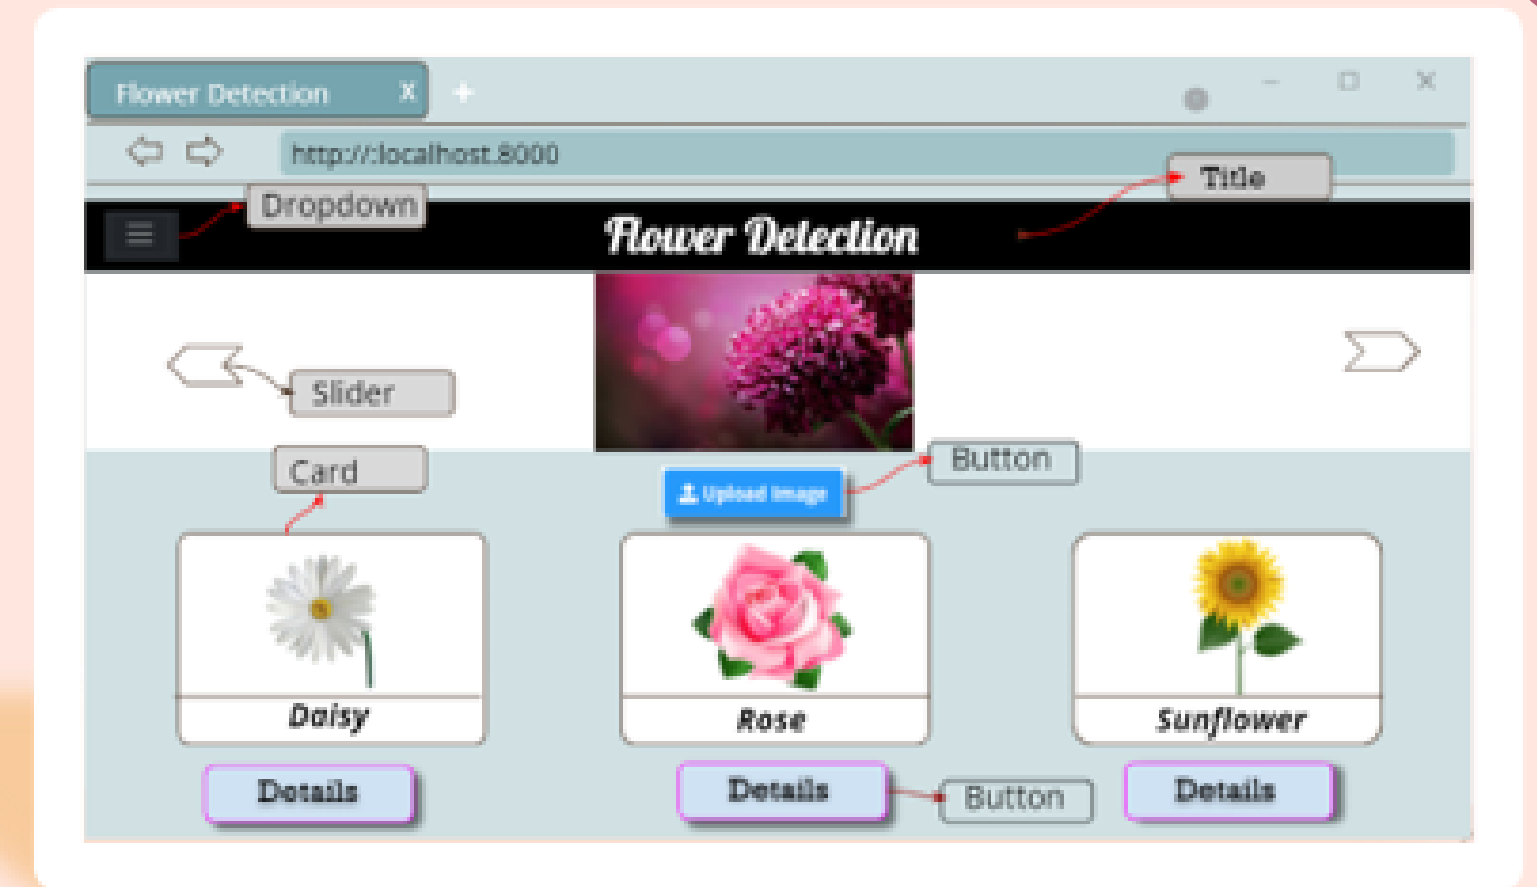 Flower Detection X +
http://:localhost.8000
Title
Dropdown
Flower Detection
Slider
Card
Button
Upload Image
Daisy
Rose
Sunflower
Details
Details
Button
Details